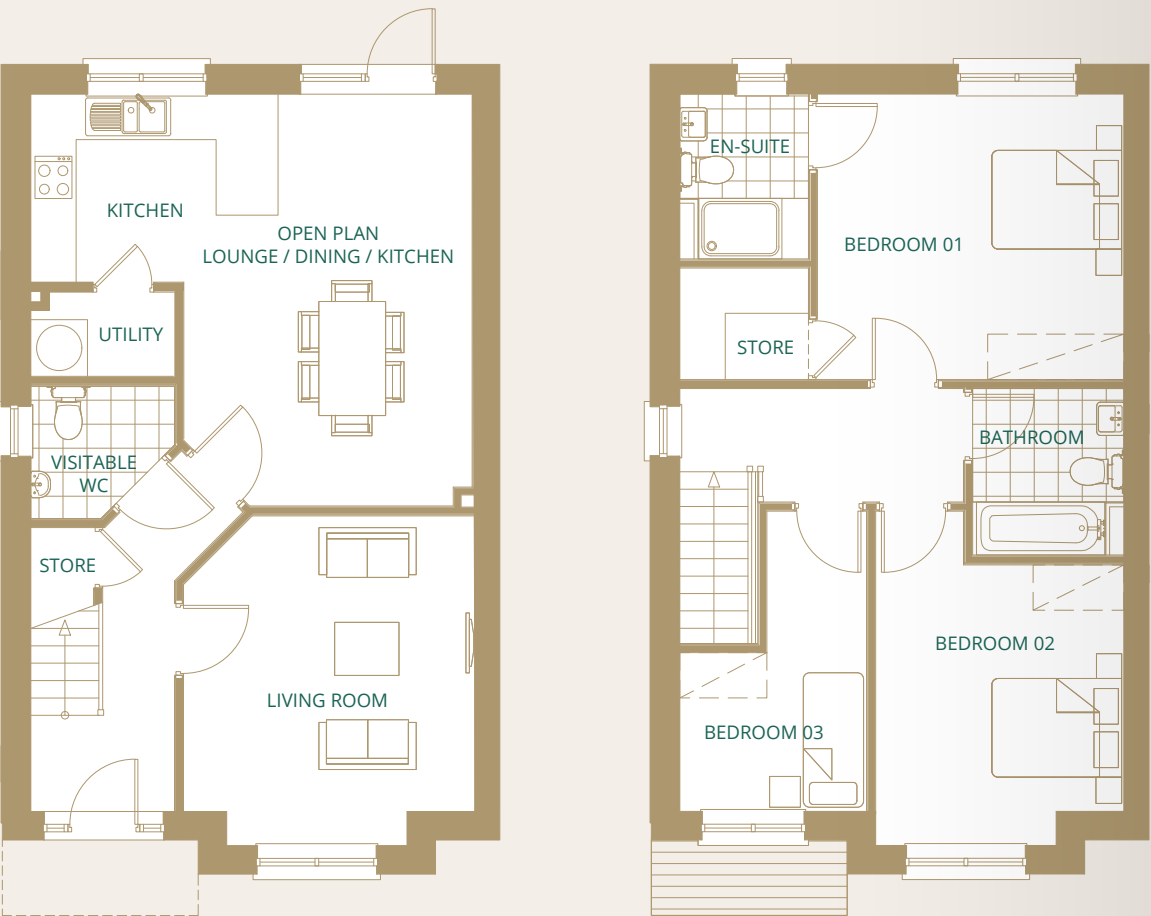 KITCHEN
OPEN PLAN
LOUNGE / DINING / KITCHEN
UTILITY
VISITABLE
WC
STORE
LIVING ROOM
EN-SUITE
BEDROOM 01
STORE
BATHROOM
BEDROOM 02
BEDROOM 03